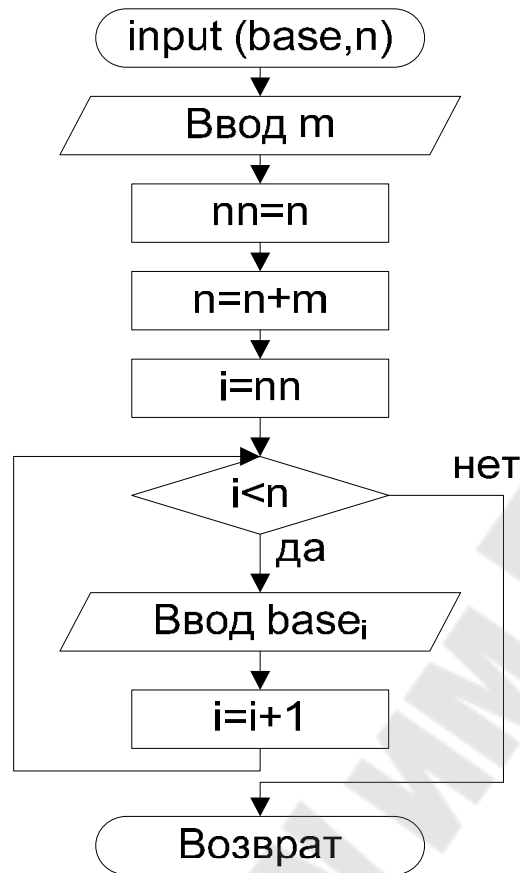 input (base,n)
Ввод m
nn=n
n=n+m
i=nn
i<n
нет
да
Ввод baseᵢ
i=i+1
Возврат